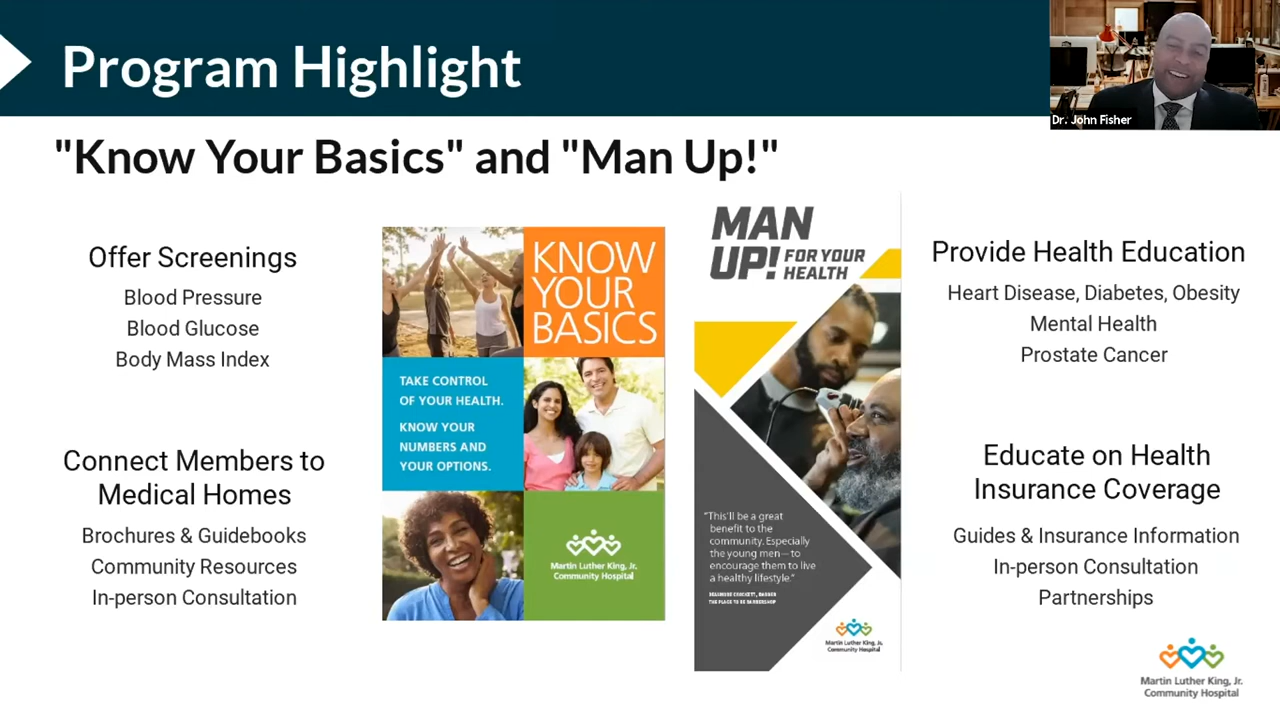 Program Highlight
Dr. John Fisher
"Know Your Basics" and "Man Up!"
Offer Screenings
Blood Pressure
Blood Glucose
Body Mass Index
Connect Members to
Medical Homes
Brochures & Guidebooks
Community Resources
In-person Consultation
KNOW
YOUR
BASICS
TAKE CONTROL
OF YOUR HEALTH.
KNOW YOUR
NUMBERS AND
YOUR OPTIONS.
Martin Luther King, Jr.
Community Hospital
MAN
UP! FOR YOUR
HEALTH
"This'll be a great
benefit to the
community. Especially
the young men—to
encourage them to live
a healthy lifestyle."
THE PLACE TO BE BARBERSHOP
Martin Luther King, Jr.
Community Hospital
Provide Health Education
Heart Disease, Diabetes, Obesity
Mental Health
Prostate Cancer
Educate on Health
Insurance Coverage
Guides & Insurance Information
In-person Consultation
Partnerships
Martin Luther King, Jr.
Community Hospital